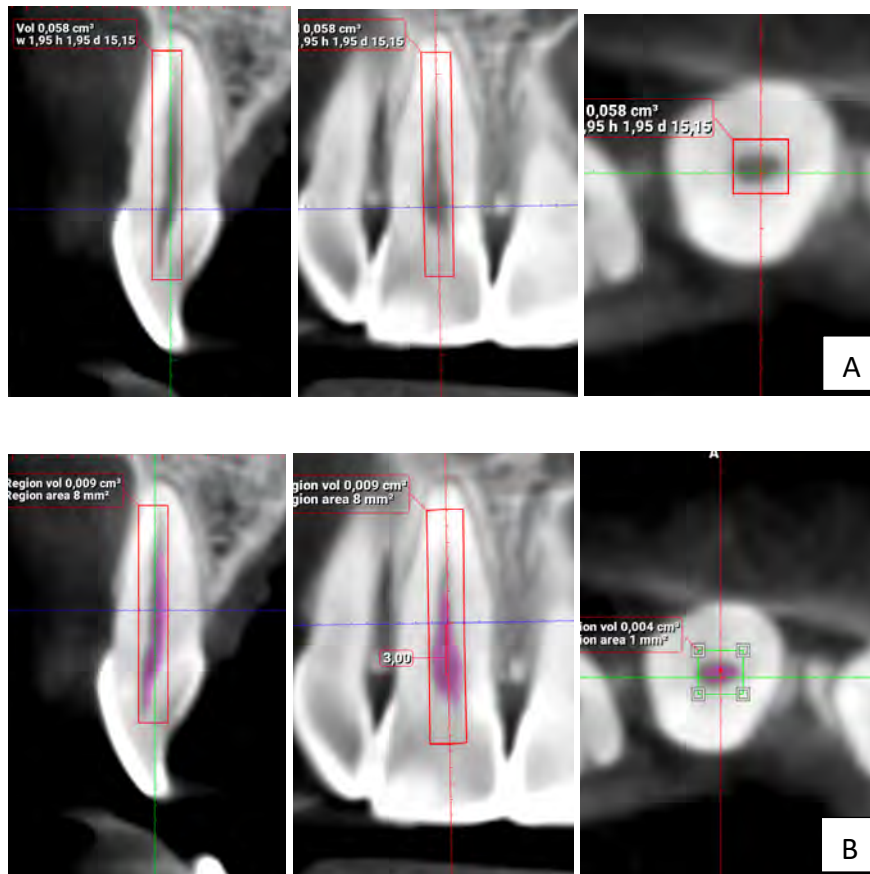 Vol 0,058 cm³
w 1,95 h 1,95 d 15,15
0,058 cm³
,95 h 1,95 d 15,15
0,058 cm³
,95 h 1,95 d 15,15
A
Region vol 0,009 cm³
Region area 8 mm²
gion vol 0,009 cm³
gion area 8 mm²
3,00
A
ion vol 0,004 cm³
on area 1 mm²
B